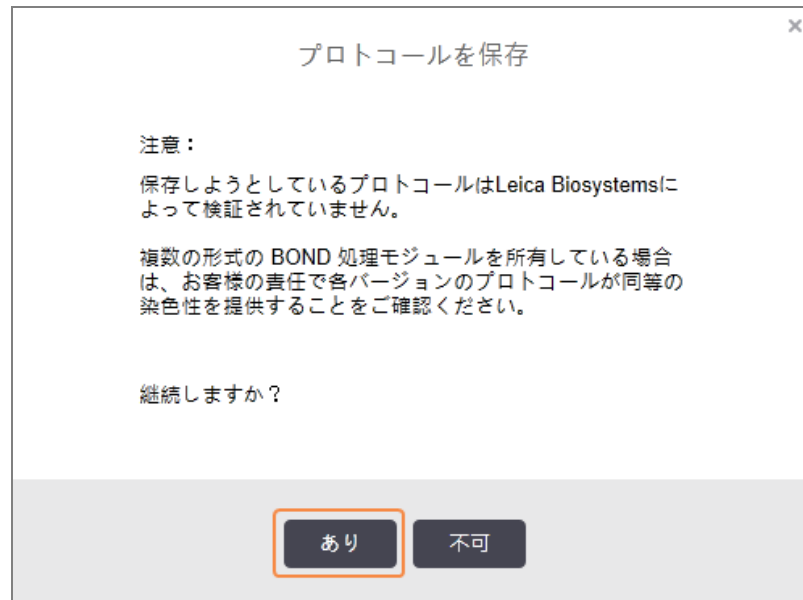 プロトコールを保存
注意：
保存しようとしているプロトコールはLeica Biosystemsに
よって検証されていません。
複数の形式の BOND 処理モジュールを所有している場合
は、お客様の責任で各バージョンのプロトコールが同等の
染色性を提供することをご確認ください。
継続しますか？
あり
不可